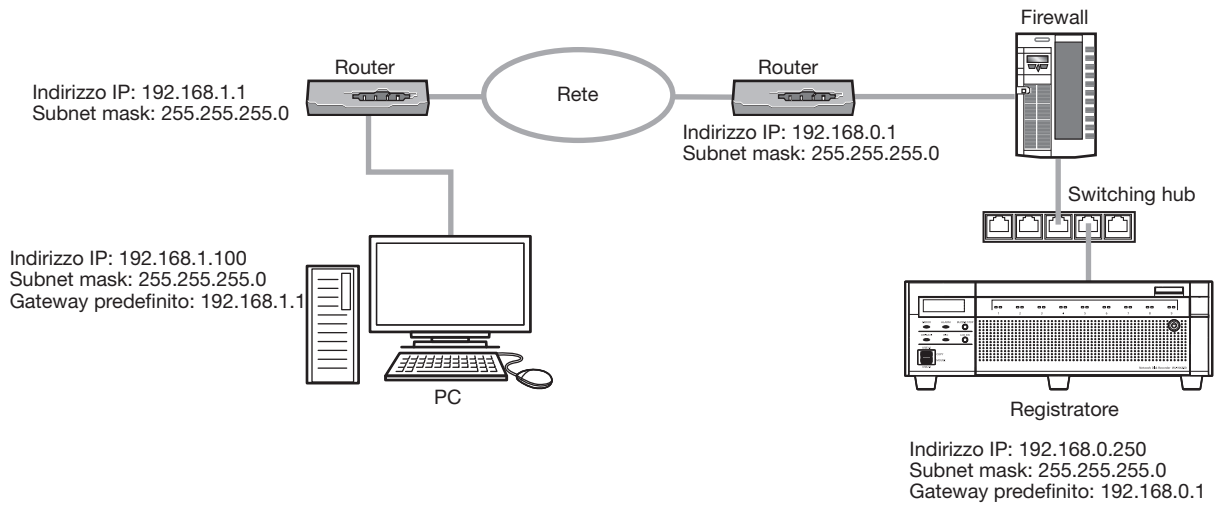 Firewall
Router
Router
Indirizzo IP: 192.168.1.1
Subnet mask: 255.255.255.0
Rete
Indirizzo IP: 192.168.0.1
Subnet mask: 255.255.255.0
Switching hub
Indirizzo IP: 192.168.1.100
Subnet mask: 255.255.255.0
Gateway predefinito: 192.168.1.1
PC
Registratore
Indirizzo IP: 192.168.0.250
Subnet mask: 255.255.255.0
Gateway predefinito: 192.168.0.1